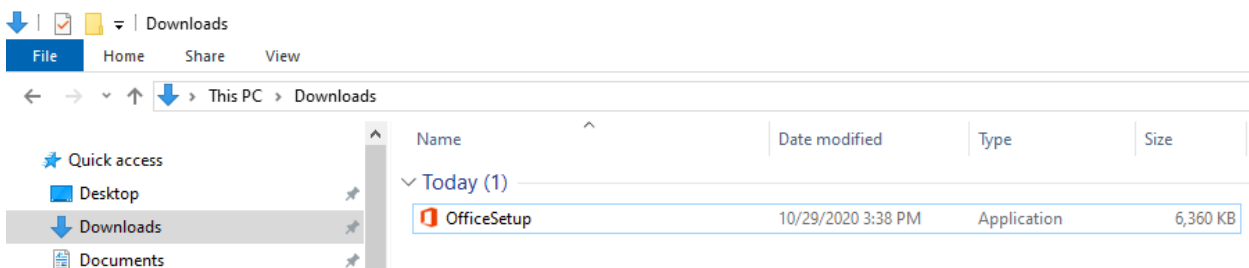 Downloads
File Home Share View
This PC > Downloads
Name Date modified Type Size
Quick access
Today (1)
Desktop
OfficeSetup 10/29/2020 3:38 PM Application 6,360 KB
Downloads
Documents